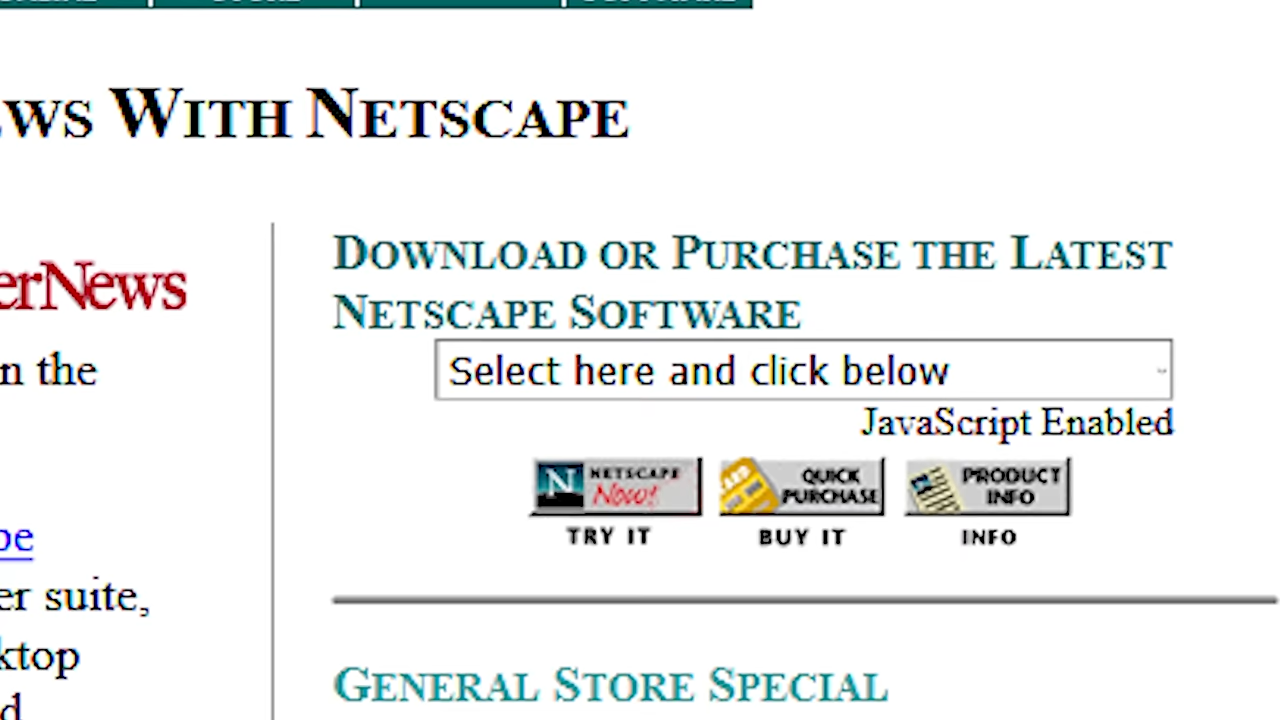 WS WITH NETSCAPE
DOWNLOAD OR PURCHASE THE LATEST
NETSCAPE SOFTWARE
erNews
Select here and click below
n the
JavaScript Enabled
N NETSCAPE Now! QUICK PURCHASE PRODUCT INFO
TRY IT BUY IT INFO
pe
er suite,
ktop
GENERAL STORE SPECIAL
d